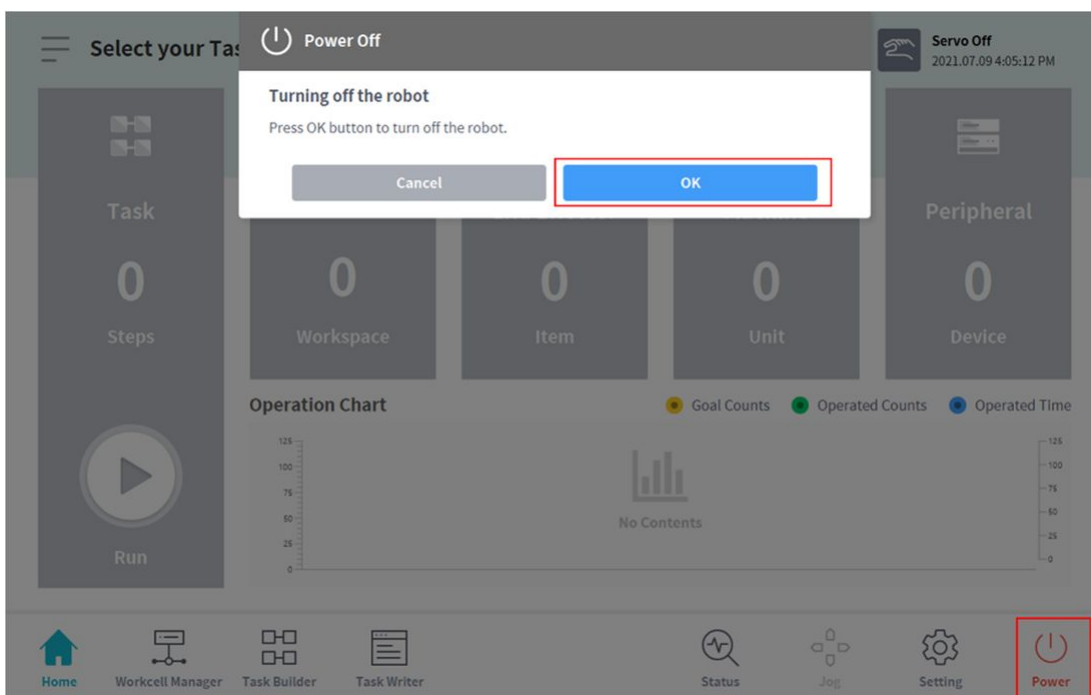 Select your Tas
Power Off
Servo Off
2021.07.09 4:05:12 PM
Turning off the robot
Press OK button to turn off the robot.
Cancel
OK
Task
0
Steps
0
Workspace
0
Item
0
Unit
Peripheral
0
Device
Run
Operation Chart
Goal Counts
Operated Counts
Operated Time
125
100
75
50
25
0
No Contents
125
100
75
50
25
0
Home
Workcell Manager
Task Builder
Task Writer
Status
Jog
Setting
Power